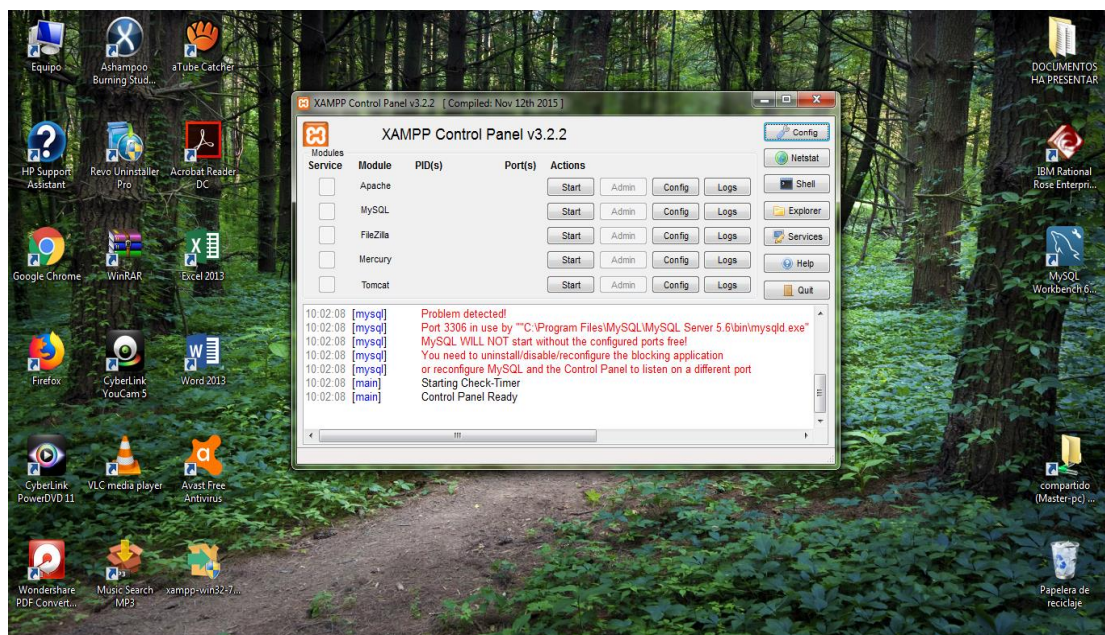 Equipo
Ashampoo
Burning Stud...
aTube Catcher
HP Support
Assistant
Revo Uninstaller
Pro
Acrobat Reader
DC
Google Chrome
WinRAR
Excel 2013
Firefox
CyberLink
YouCam 5
Word 2013
CyberLink
PowerDVD 11
VLC media player
Avast Free
Antivirus
Wondershare
PDF Convert...
Music Search
MP3
xampp-win32-7...
XAMPP Control Panel v3.2.2 [ Compiled: Nov 12th 2015 ]
XAMPP Control Panel v3.2.2
Config
Modules
Service Module PID(s) Port(s) Actions
Netstat
Apache Start Admin Config Logs
Shell
MySQL Start Admin Config Logs
Explorer
FileZilla Start Admin Config Logs
Services
Mercury Start Admin Config Logs
Help
Tomcat Start Admin Config Logs
Quit
10:02:08 [mysql] Problem detected!
10:02:08 [mysql] Port 3306 in use by ""C:\Program Files\MySQL\MySQL Server 5.6\bin\mysqld.exe"
10:02:08 [mysql] MySQL WILL NOT start without the configured ports free!
10:02:08 [mysql] You need to uninstall/disable/reconfigure the blocking application
10:02:08 [mysql] or reconfigure MySQL and the Control Panel to listen on a different port
10:02:08 [main] Starting Check-Timer
10:02:08 [main] Control Panel Ready
DOCUMENTOS
HA PRESENTAR
IBM Rational
Rose Enterpri...
MySQL
Workbench 6...
compartido
(Master-pc) ...
Papelera de
reciclaje